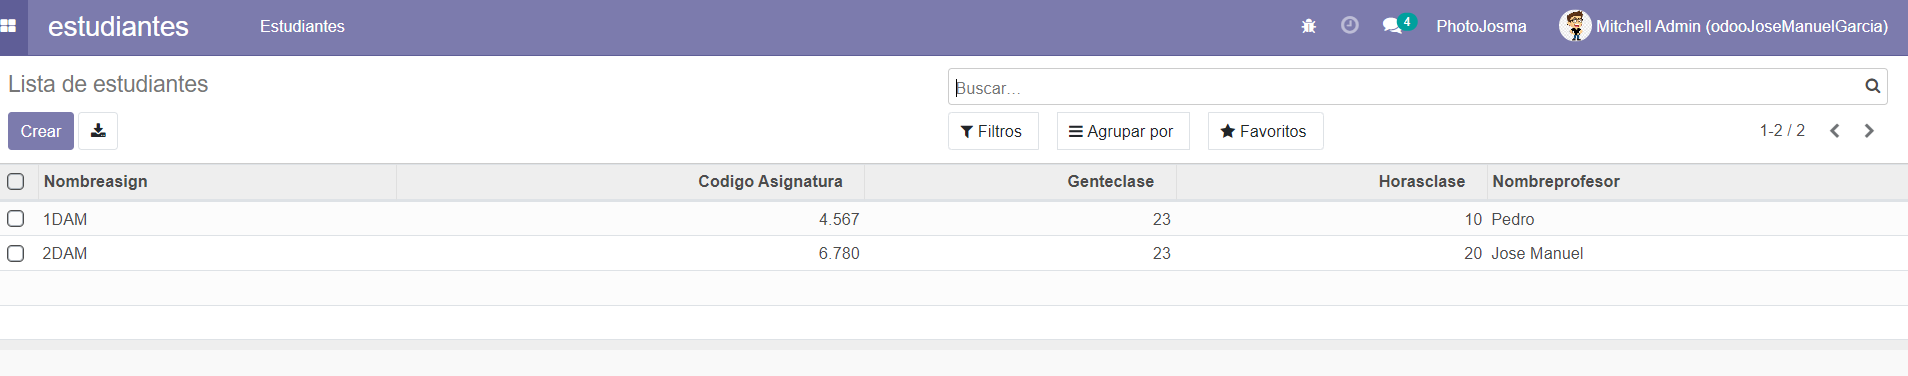 estudiantes Estudiantes 4 PhotoJosma Mitchell Admin (odooJoseManuelGarcia)
Lista de estudiantes Buscar...
Crear Filtros Agrupar por Favoritos 1-2 / 2
Nombreasign Codigo Asignatura Genteclase Horasclase Nombreprofesor
1DAM 4.567 23 10 Pedro
2DAM 6.780 23 20 Jose Manuel